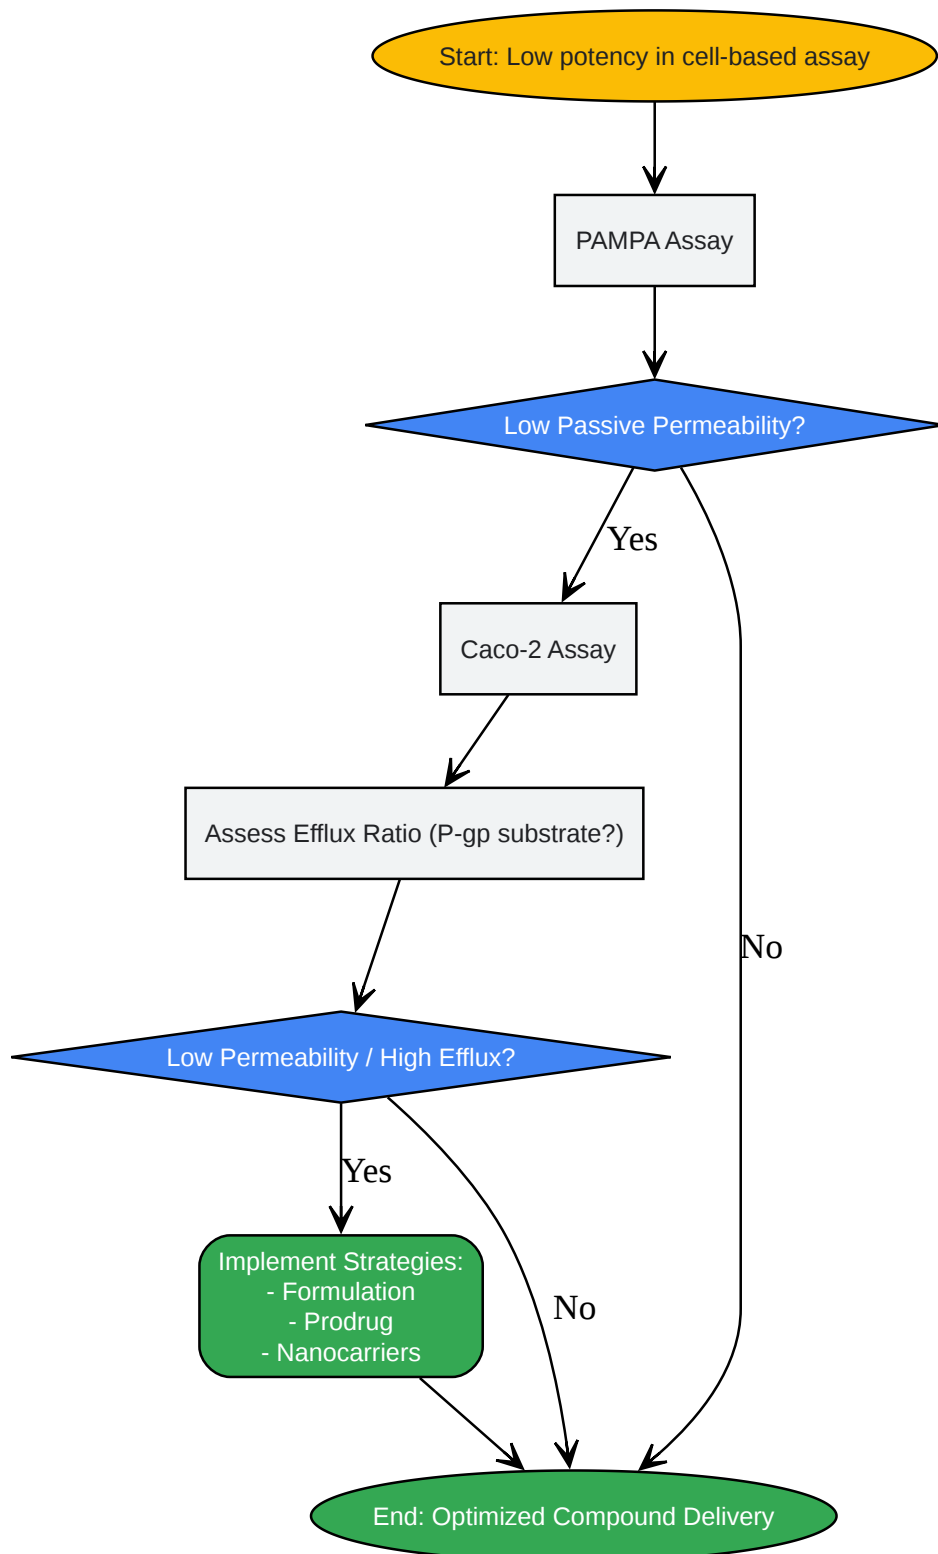 Start: Low potency in cell-based assay
PAMPA Assay
Low Passive Permeability?
Yes
Caco-2 Assay
Assess Efflux Ratio (P-gp substrate?)
No
Low Permeability / High Efflux?
Yes
Implement Strategies:
- Formulation
- Prodrug
- Nanocarriers
No
End: Optimized Compound Delivery